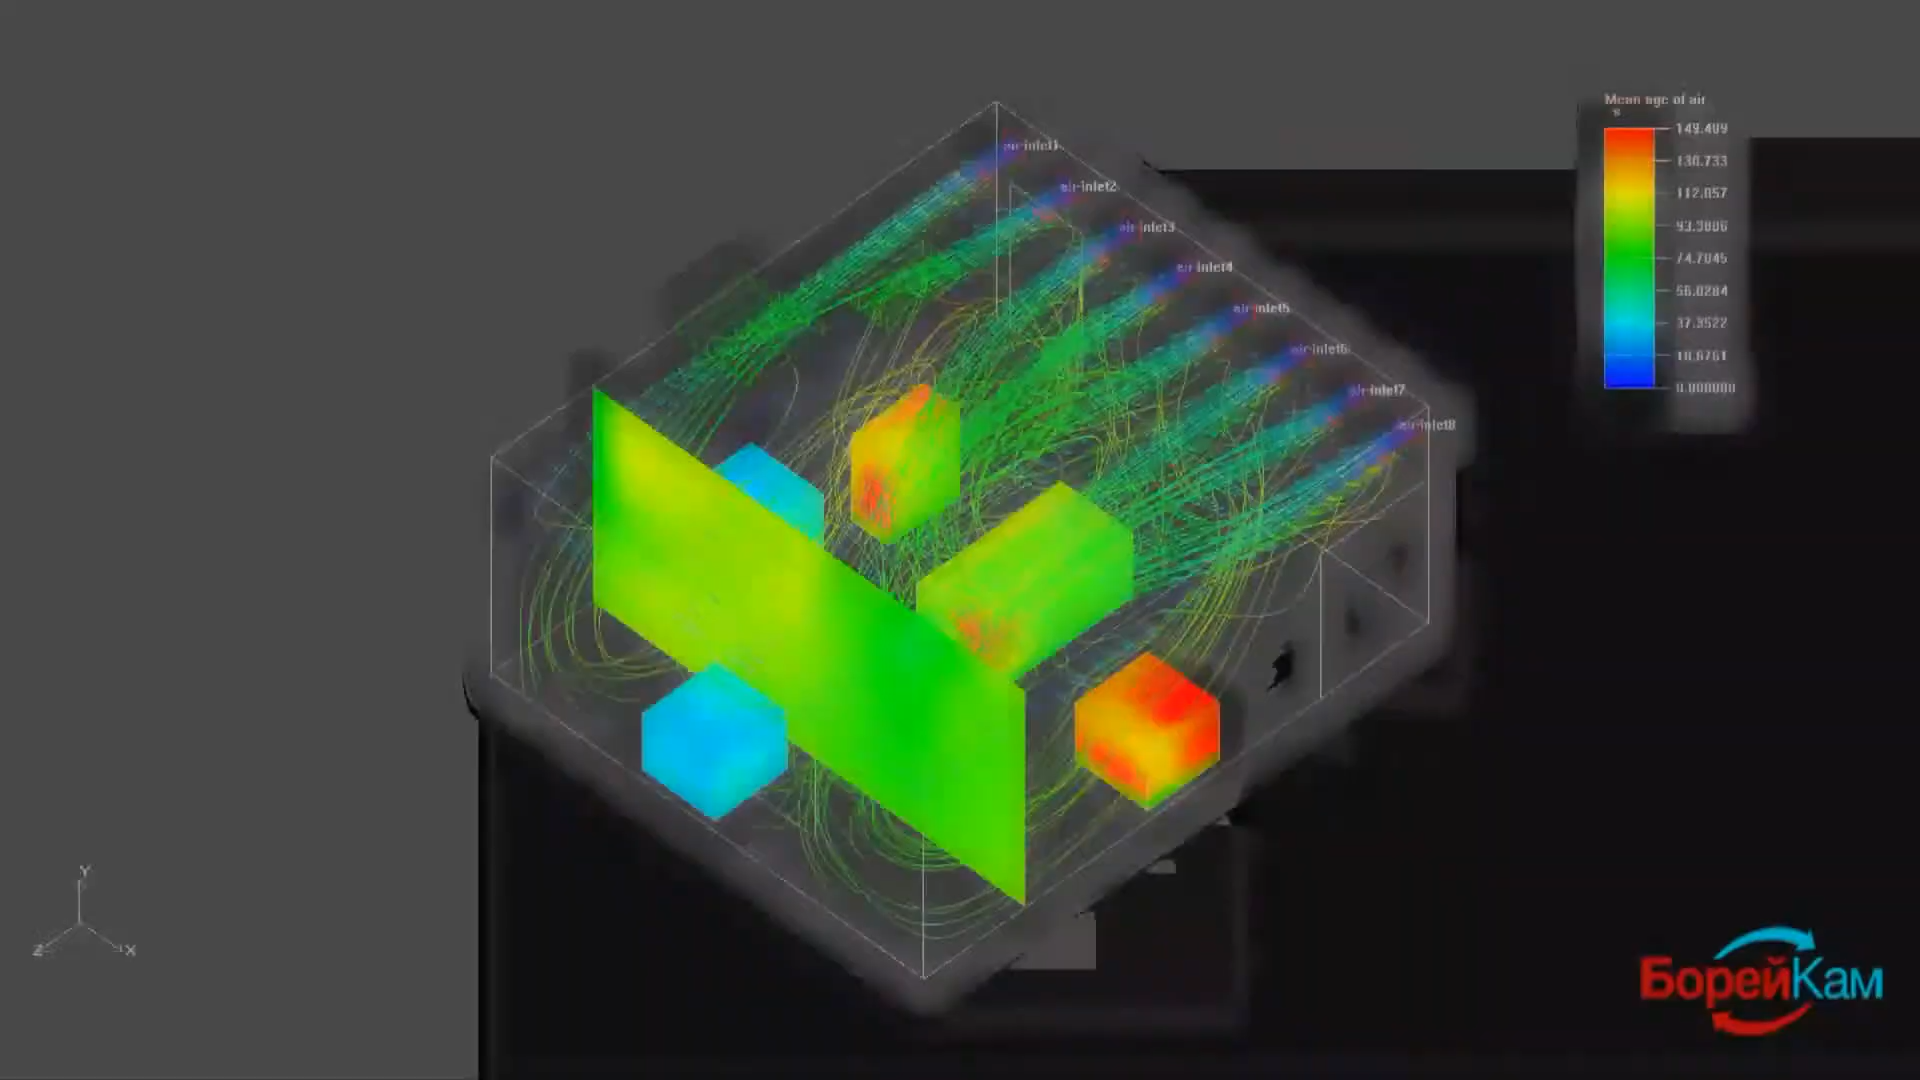 Mean age of air
s
149.409
130.733
112.057
93.3806
74.7045
56.0284
37.3522
18.6761
0.000000
air-inlet1
air-inlet2
air-inlet3
air-inlet4
air-inlet5
air-inlet6
air-inlet7
air-inlet8
Y
Z
X
БорейКам